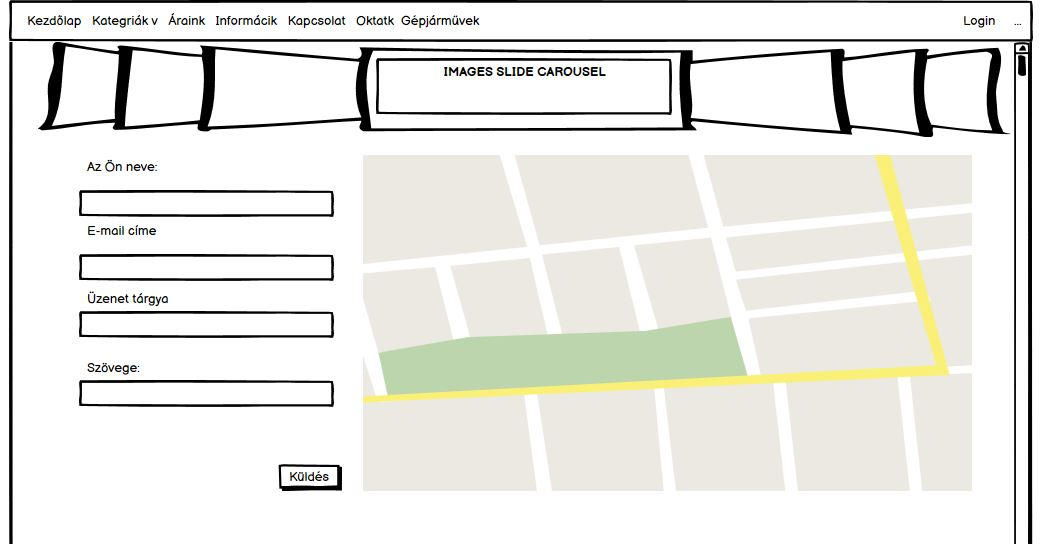 Kezdőlap Kategriák v Áraink Informácik Kapcsolat Oktatk Gépjárművek Login ...
IMAGES SLIDE CAROUSEL
Az Ön neve:
E-mail címe
Üzenet tárgya
Szövege:
Küldés